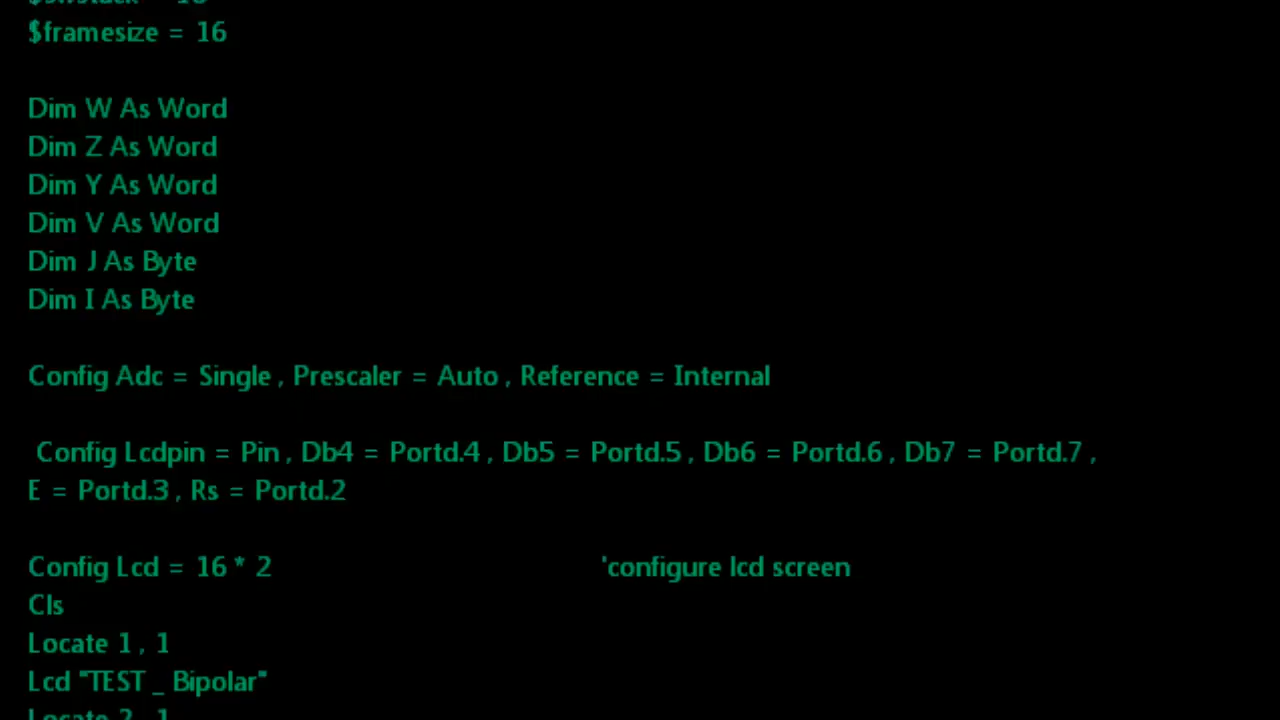 $framesize = 16
Dim W As Word
Dim Z As Word
Dim Y As Word
Dim V As Word
Dim J As Byte
Dim I As Byte
Config Adc = Single , Prescaler = Auto , Reference = Internal
Config Lcdpin = Pin , Db4 = Portd.4 , Db5 = Portd.5 , Db6 = Portd.6 , Db7 = Portd.7 ,
E = Portd.3 , Rs = Portd.2
Config Lcd = 16 * 2 'configure lcd screen
Cls
Locate 1 , 1
Lcd "TEST _ Bipolar"
Locate 2 , 1